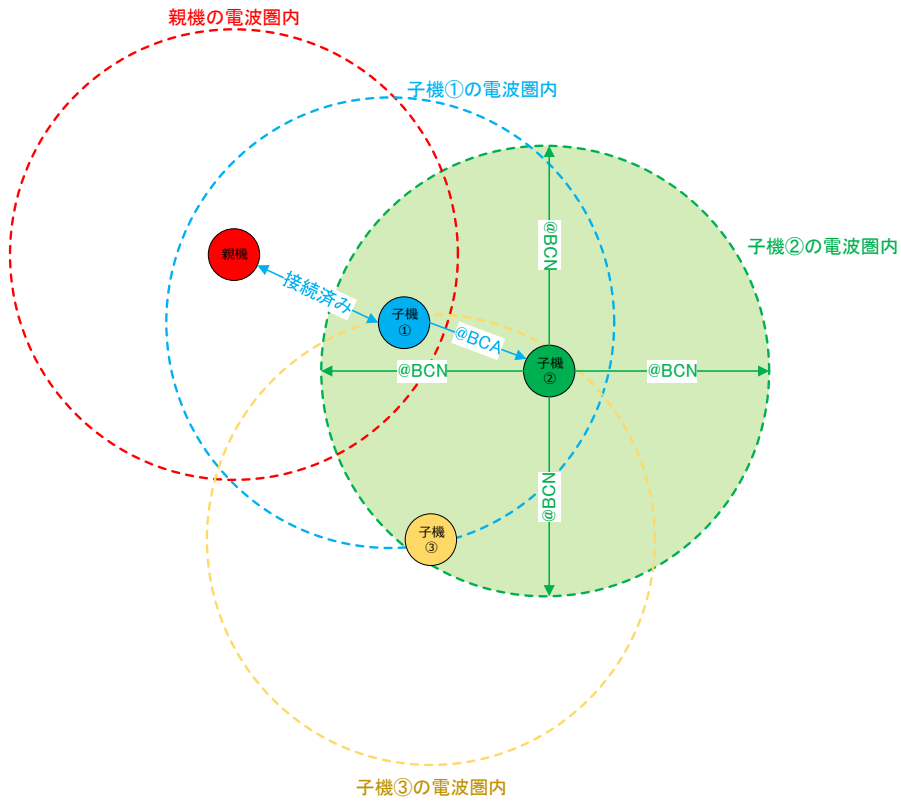 親機の電波圏内
子機①の電波圏内
子機②の電波圏内
@BCN
親機
接続済み
子機
①
@BCA
子機
②
@BCN
@BCN
@BCN
子機
③
子機③の電波圏内